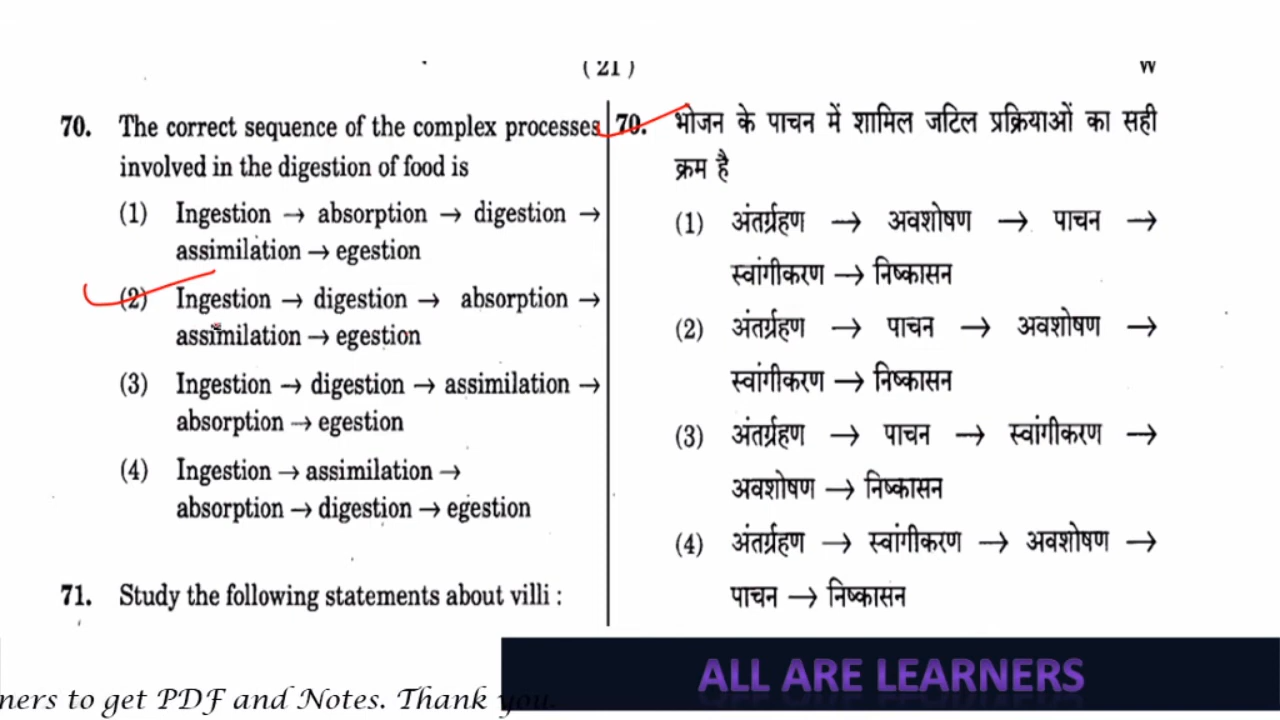 ( 21 )
W
70. The correct sequence of the complex processes
involved in the digestion of food is
(1) Ingestion → absorption → digestion →
assimilation → egestion
(2) Ingestion → digestion → absorption →
assimilation → egestion
(3) Ingestion → digestion → assimilation →
absorption → egestion
(4) Ingestion → assimilation →
absorption → digestion → egestion
71. Study the following statements about villi :
70. भोजन के पाचन में शामिल जटिल प्रक्रियाओं का सही
क्रम है
(1) अंतर्ग्रहण → अवशोषण → पाचन →
स्वांगीकरण → निष्कासन
(2) अंतर्ग्रहण → पाचन → अवशोषण →
स्वांगीकरण → निष्कासन
(3) अंतर्ग्रहण → पाचन → स्वांगीकरण →
अवशोषण → निष्कासन
(4) अंतर्ग्रहण → स्वांगीकरण → अवशोषण →
पाचन → निष्कासन
ALL ARE LEARNERS
ners to get PDF and Notes. Thank you.